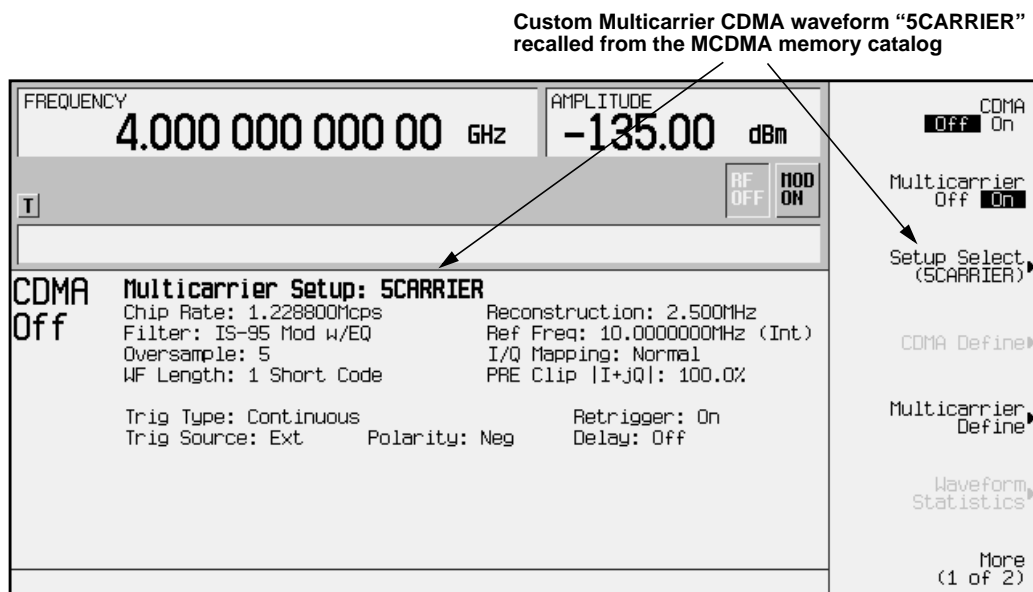 Custom Multicarrier CDMA waveform “5CARRIER”
recalled from the MCDMA memory catalog
FREQUENCY
4.000 000 000 00 GHz
AMPLITUDE
−135.00 dBm
RF
OFF
MOD
ON
T
CDMA
Off
Multicarrier Setup: 5CARRIER
Chip Rate: 1.228800Mcps Reconstruction: 2.500MHz
Filter: IS-95 Mod w/EQ Ref Freq: 10.0000000MHz (Int)
Oversample: 5 I/Q Mapping: Normal
WF Length: 1 Short Code PRE Clip |I+jQ|: 100.0%
Trig Type: Continuous Retrigger: On
Trig Source: Ext Polarity: Neg Delay: Off
CDMA
Off On
Multicarrier
Off On
Setup Select
(5CARRIER)
CDMA Define
Multicarrier
Define
Waveform
Statistics
More
(1 of 2)